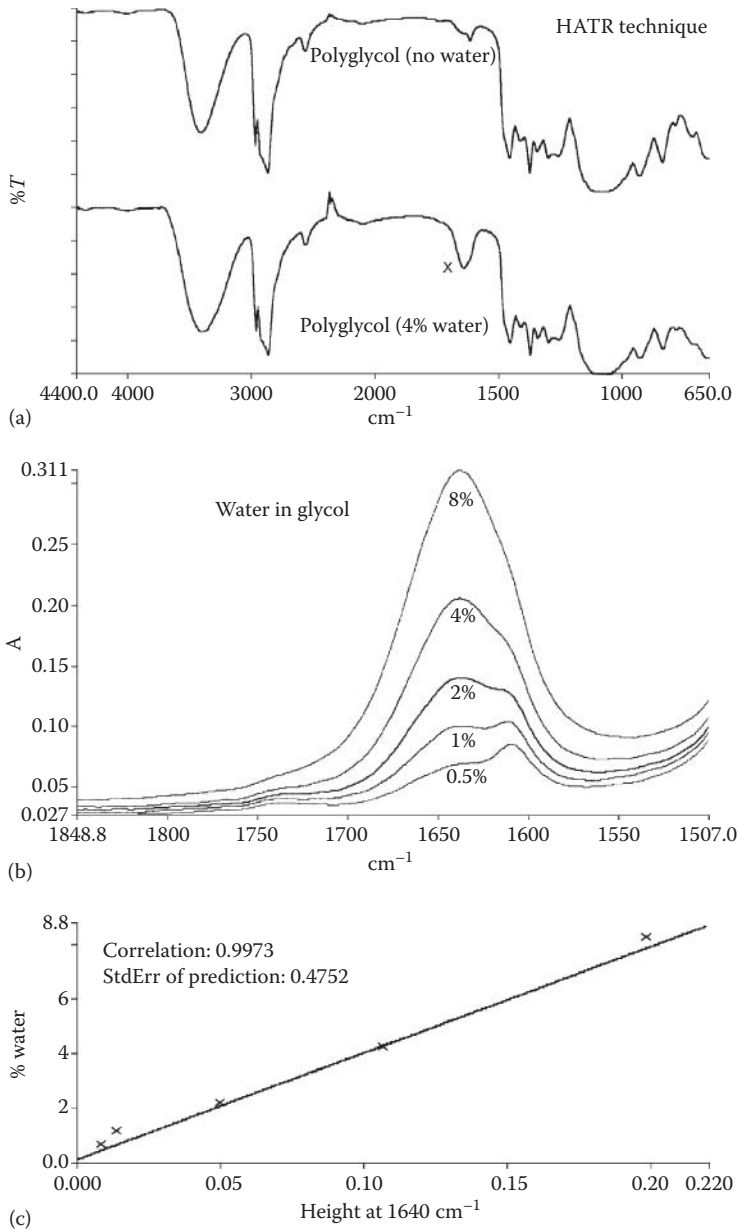 HATR technique
Polyglycol (no water)
%T
×
Polyglycol (4% water)
4400.0 4000 3000 2000 1500 1000 650.0
cm⁻¹
(a)
0.311
Water in glycol
8%
0.25
0.20
4%
A
0.15
2%
0.10
1%
0.5%
0.05
0.027
1848.8 1800 1750 1700 1650 1600 1550 1507.0
cm⁻¹
(b)
8.8
Correlation: 0.9973
StdErr of prediction: 0.4752
6
% water
4
2
0.0
0.000 0.05 0.10 0.15 0.20 0.220
Height at 1640 cm⁻¹
(c)